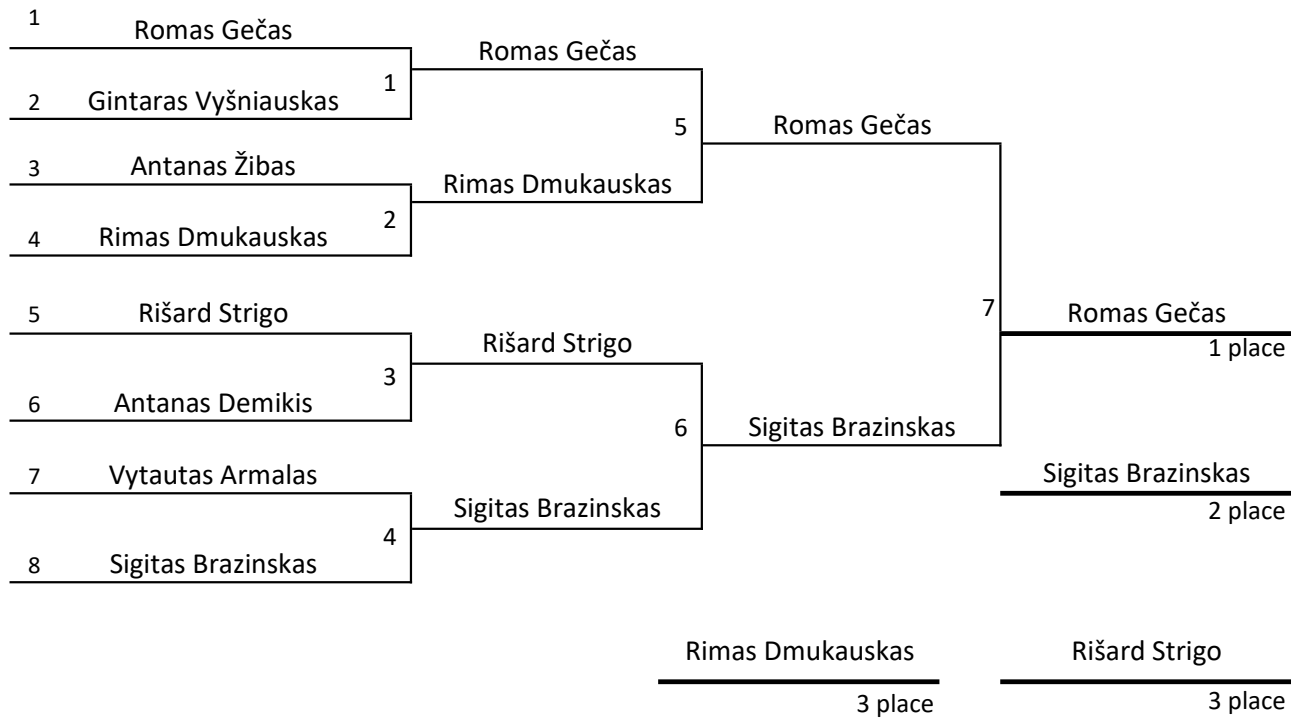 1 Romas Gečas
Romas Gečas
1
2 Gintaras Vyšniauskas
5 Romas Gečas
3 Antanas Žibas
Rimas Dmukauskas
2
4 Rimas Dmukauskas
5 Rišard Strigo
7 Romas Gečas
1 place
Rišard Strigo
3
6 Antanas Demikis
6 Sigitas Brazinskas
7 Vytautas Armalas
Sigitas Brazinskas
2 place
Sigitas Brazinskas
4
8 Sigitas Brazinskas
Rimas Dmukauskas Rišard Strigo
3 place 3 place